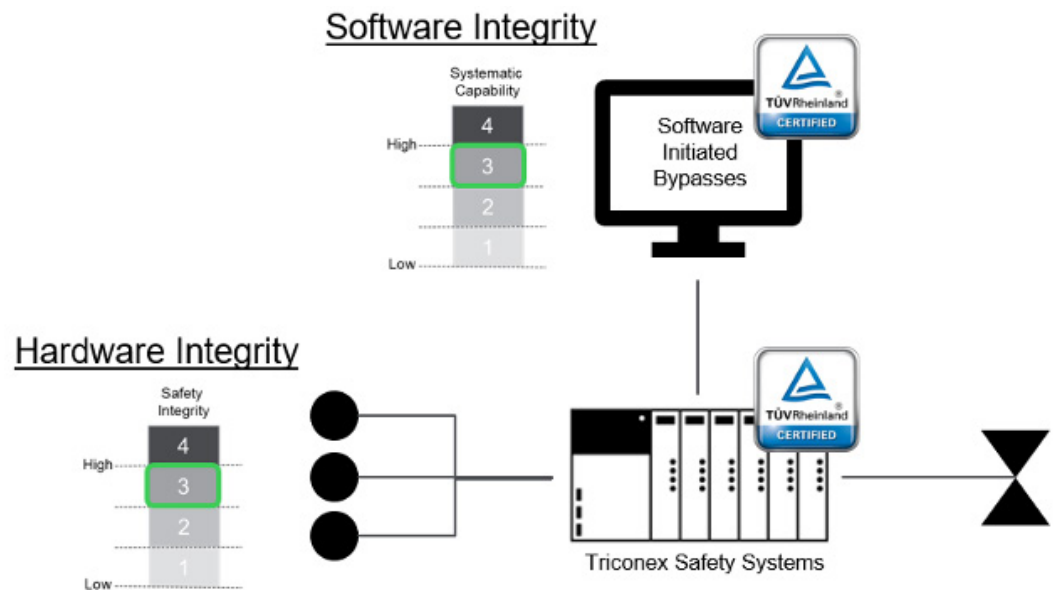 Software Integrity
Systematic
Capability
4
High
3
2
1
Low
Software
Initiated
Bypasses
TÜVRheinland®
CERTIFIED
Hardware Integrity
Safety
Integrity
4
High
3
2
1
Low
TÜVRheinland®
CERTIFIED
Triconex Safety Systems